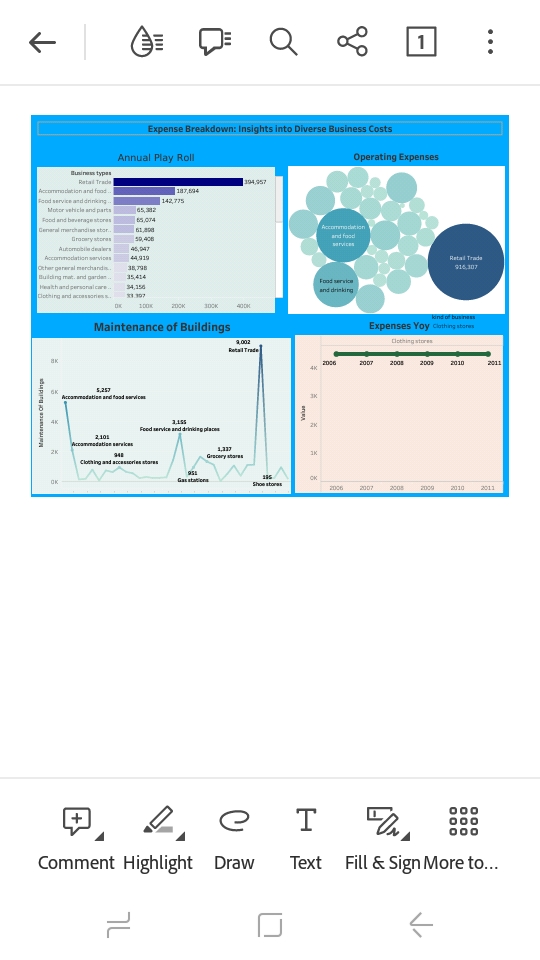 1
Expense Breakdown: Insights into Diverse Business Costs
Annual Play Roll
Business types
Retail Trade 394,957
Accommodation and food... 187,694
Food service and drinking... 142,775
Motor vehicle and parts 65,382
Food and beverage stores 65,074
General merchandise stor... 61,898
Grocery stores 59,408
Automobile dealers 46,947
Accommodation services 44,919
Other general merchandis... 38,798
Building mat. and garden... 35,414
Health and personal care... 34,156
Clothing and accessories s... 33,397
0K 100K 200K 300K 400K
Operating Expenses
Accommodation
and food
services
Food service
and drinking
Retail Trade
916,307
Maintenance of Buildings
Maintenance Of Buildings
8K
6K
4K
2K
0K
9,002
Retail Trade
5,257
Accommodation and food services
3,155
Food service and drinking places
2,101
Accommodation services
1,337
Grocery stores
948
Clothing and accessories stores
951
Gas stations
195
Shoe stores
kind of business
Expenses Yoy Clothing stores
Clothing stores
2006 2007 2008 2009 2010 2011
Value
4K
3K
2K
1K
0K
2006 2007 2008 2009 2010 2011
Comment Highlight Draw Text Fill & Sign More to...